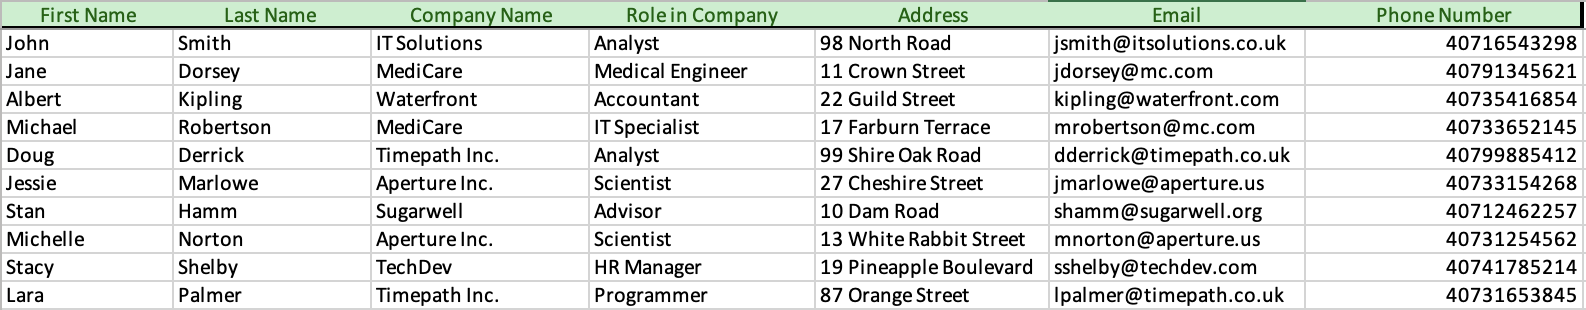 First Name Last Name Company Name Role in Company Address Email Phone Number
John Smith IT Solutions Analyst 98 North Road jsmith@itsolutions.co.uk 40716543298
Jane Dorsey MediCare Medical Engineer 11 Crown Street jdorsey@mc.com 40791345621
Albert Kipling Waterfront Accountant 22 Guild Street kipling@waterfront.com 40735416854
Michael Robertson MediCare IT Specialist 17 Farburn Terrace mrobertson@mc.com 40733652145
Doug Derrick Timepath Inc. Analyst 99 Shire Oak Road dderrick@timepath.co.uk 40799885412
Jessie Marlowe Aperture Inc. Scientist 27 Cheshire Street jmarlowe@aperture.us 40733154268
Stan Hamm Sugarwell Advisor 10 Dam Road shamm@sugarwell.org 40712462257
Michelle Norton Aperture Inc. Scientist 13 White Rabbit Street mnorton@aperture.us 40731254562
Stacy Shelby TechDev HR Manager 19 Pineapple Boulevard sshelby@techdev.com 40741785214
Lara Palmer Timepath Inc. Programmer 87 Orange Street lpalmer@timepath.co.uk 40731653845